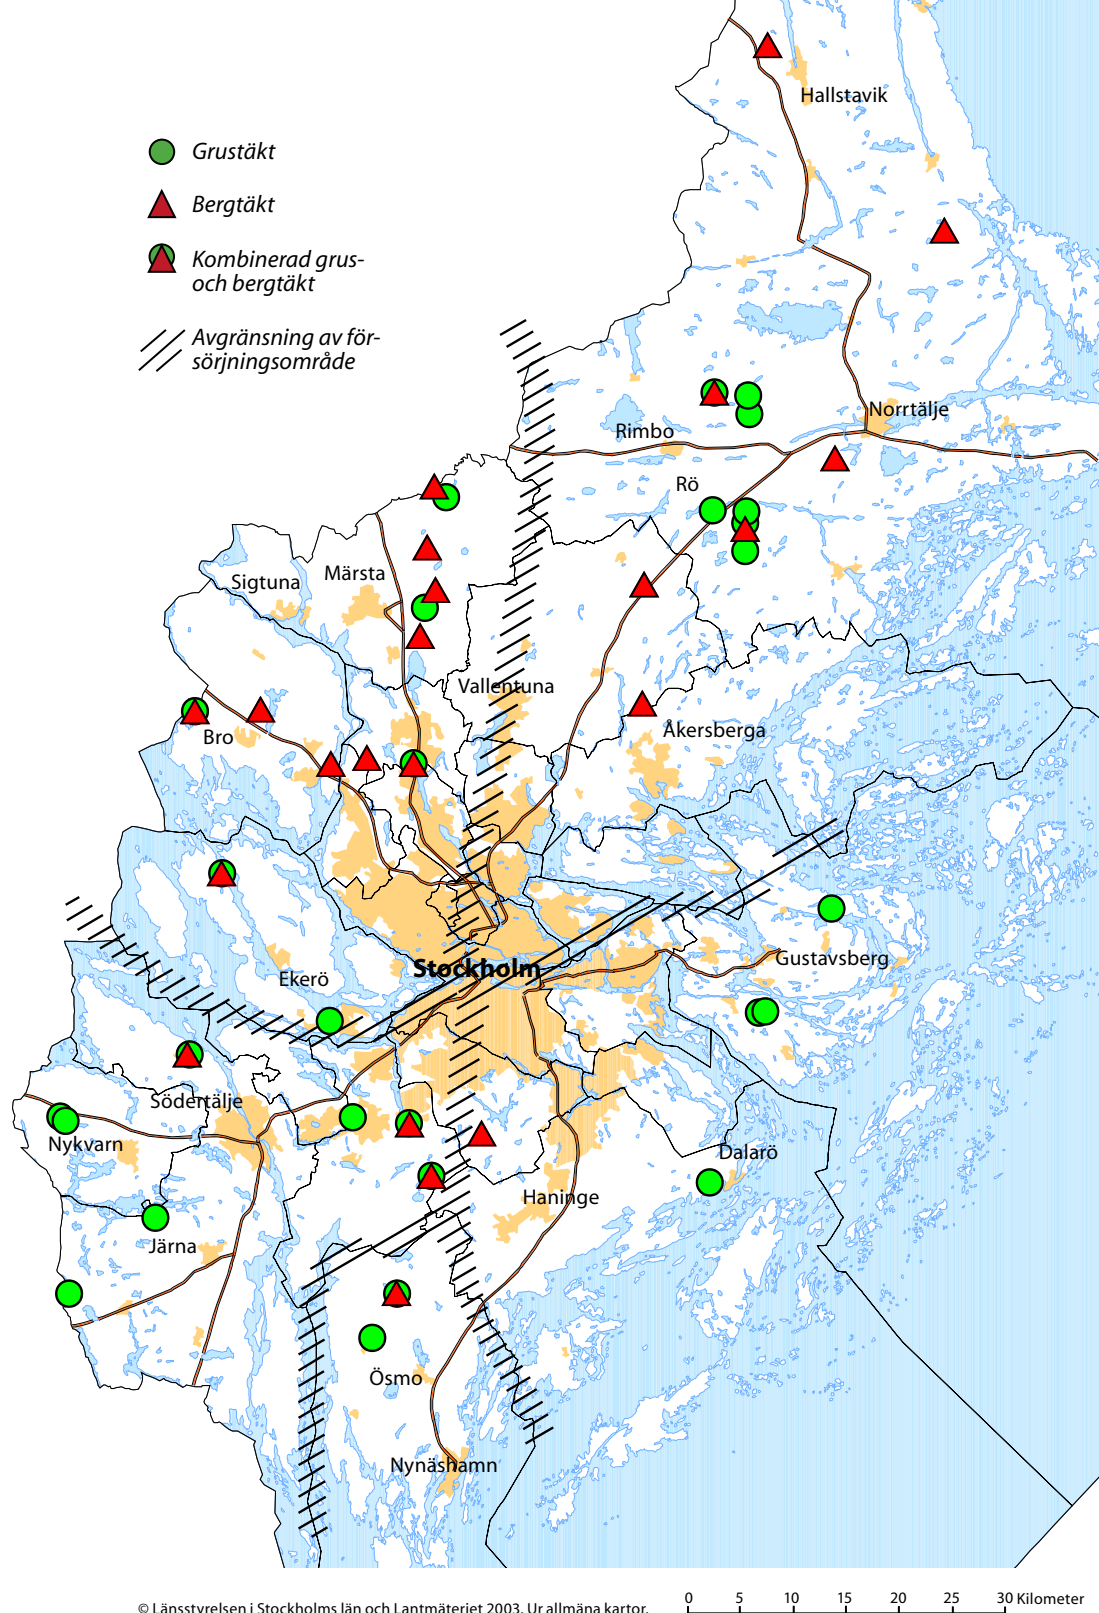 Hallstavik
Grustäkt
Bergtäkt
Kombinerad grus-
och bergtäkt
Avgränsning av för-
sörjningsområde
Norrtälje
Rimbo
Rö
Märsta
Sigtuna
Vallentuna
Åkersberga
Bro
Gustavsberg
Stockholm
Ekerö
Södertälje
Nykvarn
Dalarö
Haninge
Järna
Ösmo
Nynäshamn
0 5 10 15 20 25 30 Kilometer
© Länsstyrelsen i Stockholms län och Lantmäteriet 2003. Ur allmäna kartor.